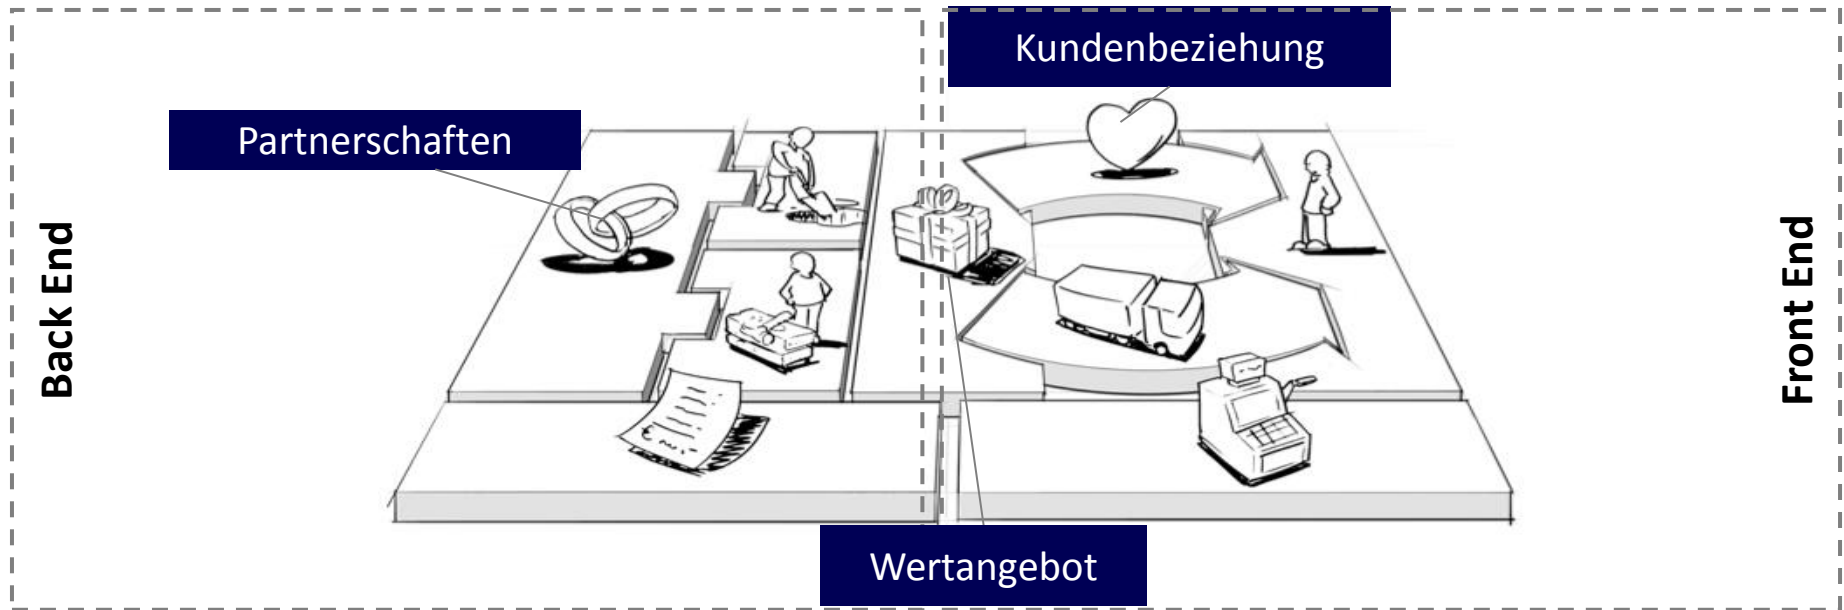 Kundenbeziehung
Partnerschaften
Back End
Front End
Wertangebot